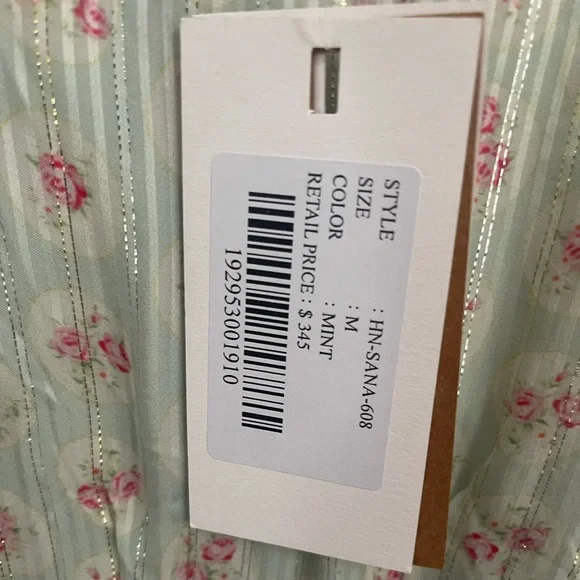 STYLE : HN-SANA-608
SIZE : M
COLOR : MINT
RETAIL PRICE : $ 345
192953001910